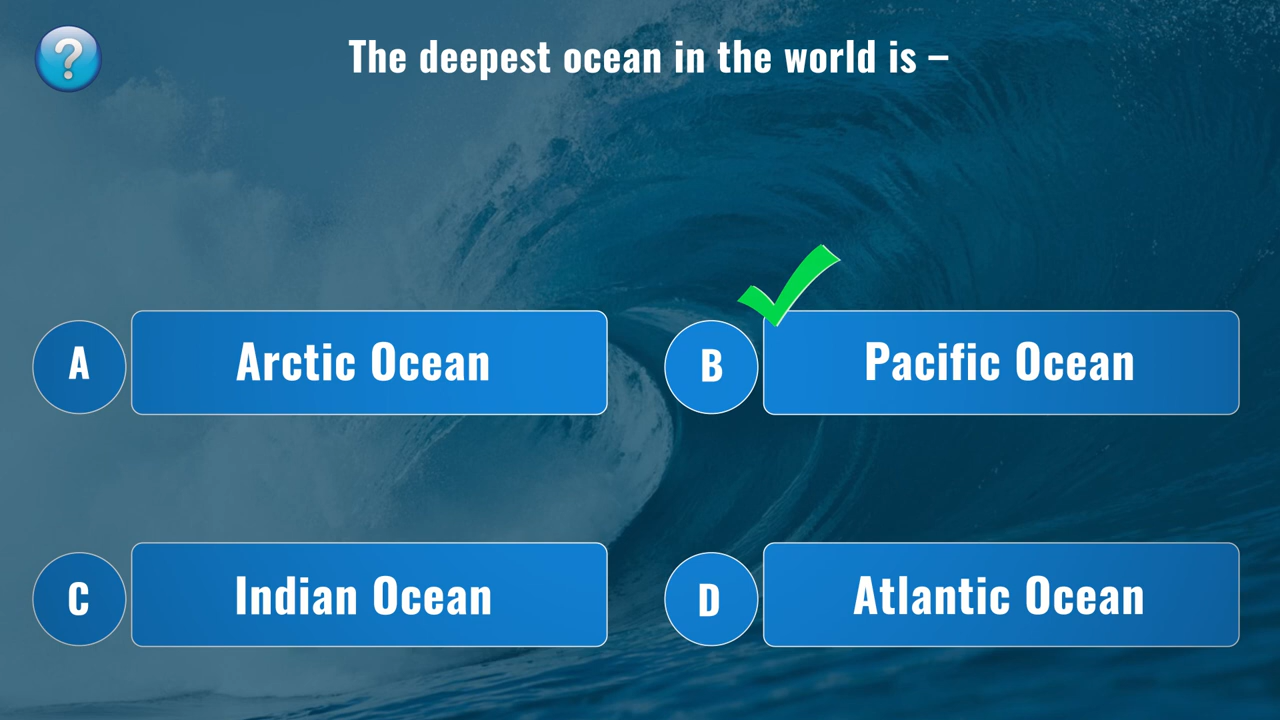 ?
The deepest ocean in the world is –
A
Arctic Ocean
B
Pacific Ocean
C
Indian Ocean
D
Atlantic Ocean